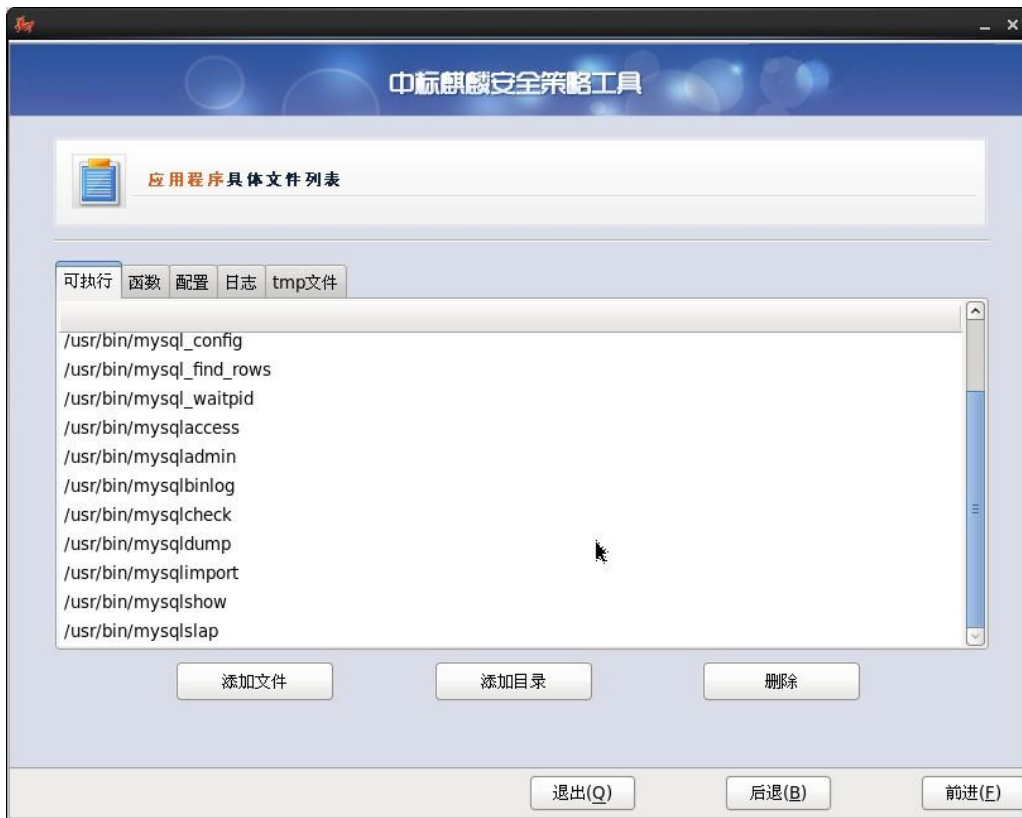 中标麒麟安全策略工具
应用程序具体文件列表
可执行 函数 配置 日志 tmp文件
/usr/bin/mysql_config
/usr/bin/mysql_find_rows
/usr/bin/mysql_waitpid
/usr/bin/mysqlaccess
/usr/bin/mysqladmin
/usr/bin/mysqlbinlog
/usr/bin/mysqlcheck
/usr/bin/mysqldump
/usr/bin/mysqlimport
/usr/bin/mysqlshow
/usr/bin/mysqlslap
添加文件 添加目录 删除
退出(Q) 后退(B) 前进(F)